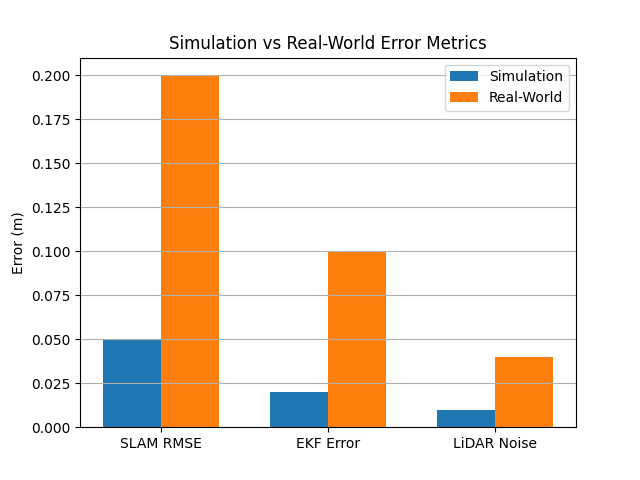 Simulation vs Real-World Error Metrics
Simulation
Real-World
Error (m)
0.200
0.175
0.150
0.125
0.100
0.075
0.050
0.025
0.000
SLAM RMSE
EKF Error
LiDAR Noise